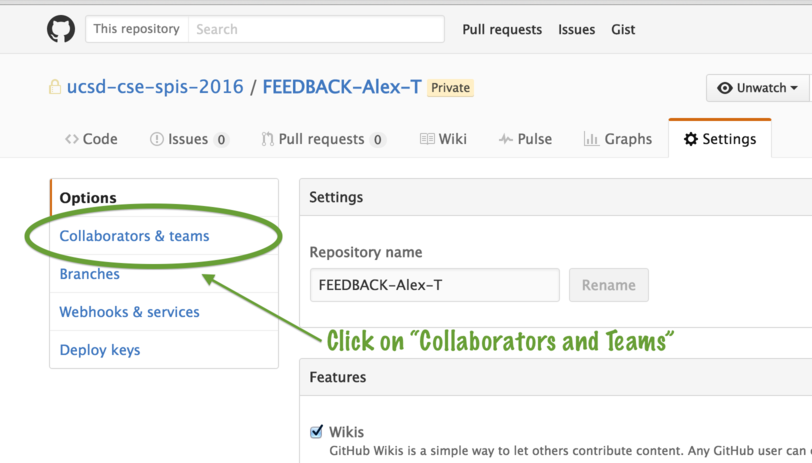 This repository Search Pull requests Issues Gist
ucsd-cse-spis-2016 / FEEDBACK-Alex-T Private Unwatch
Code Issues 0 Pull requests 0 Wiki Pulse Graphs Settings
Options
Collaborators & teams
Branches
Webhooks & services
Deploy keys
Settings
Repository name
FEEDBACK-Alex-T Rename
Click on “Collaborators and Teams”
Features
Wikis
GitHub Wikis is a simple way to let others contribute content. Any GitHub user can